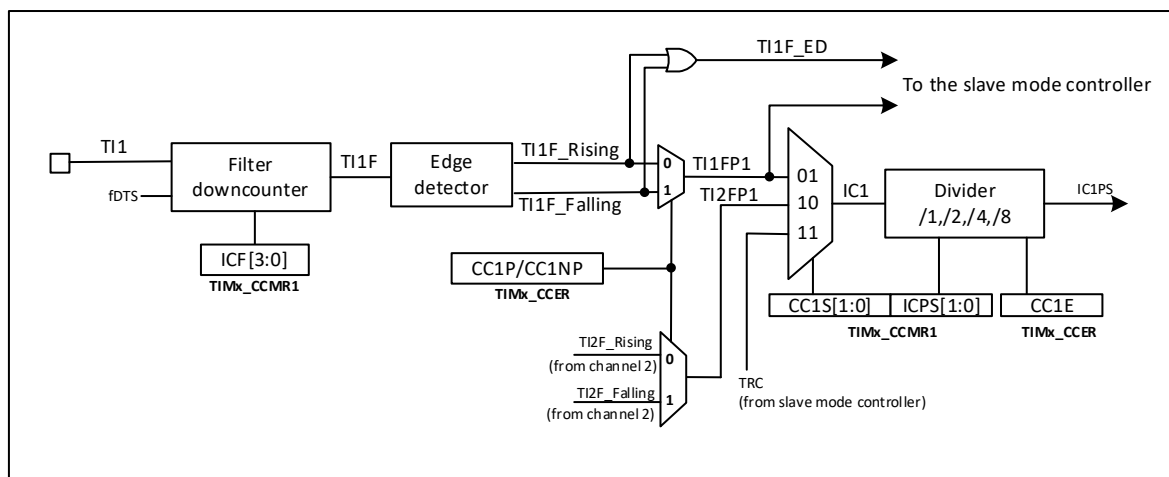 TI1F_ED
To the slave mode controller
TI1
fDTS
Filter
downcounter
TI1F
Edge
detector
TI1F_Rising
TI1F_Falling
0
1
TI1FP1
TI2FP1
01
10
11
IC1
Divider
/1,/2,/4,/8
IC1PS
ICF[3:0]
TIMx_CCMR1
CC1P/CC1NP
TIMx_CCER
CC1S[1:0]
ICPS[1:0]
TIMx_CCMR1
CC1E
TIMx_CCER
TI2F_Rising
(from channel 2)
TI2F_Falling
(from channel 2)
0
1
TRC
(from slave mode controller)